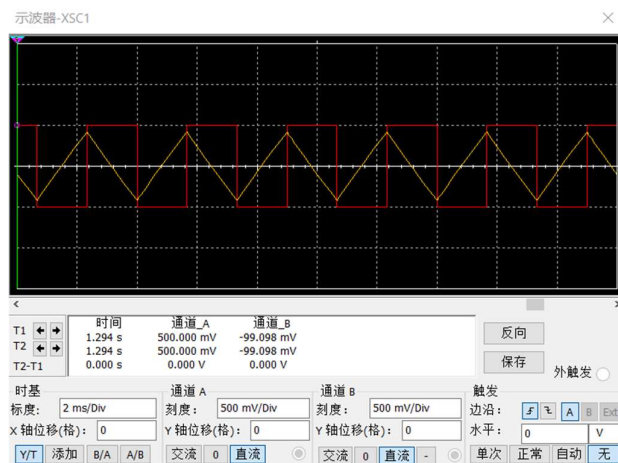 示波器-XSC1
时间 通道_A 通道_B
T1 1.294 s 500.000 mV -99.098 mV
T2 1.294 s 500.000 mV -99.098 mV
T2-T1 0.000 s 0.000 V 0.000 V
反向
保存
外触发
时基
标度: 2 ms/Div
X 轴位移(格): 0
Y/T 添加 B/A A/B
通道 A
刻度: 500 mV/Div
Y 轴位移(格): 0
交流 0 直流
通道 B
刻度: 500 mV/Div
Y 轴位移(格): 0
交流 0 直流 -
触发
边沿: A B Ext
水平: 0 V
单次 正常 自动 无